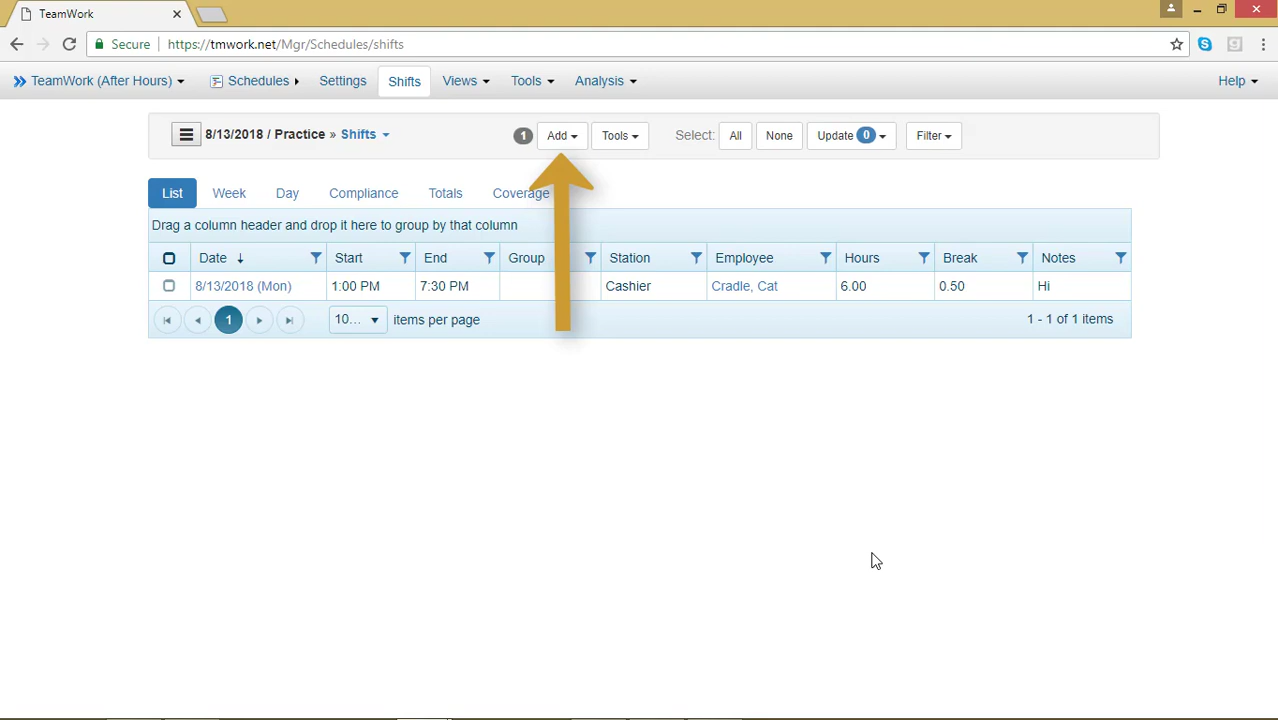 TeamWork
Secure https://tmwork.net/Mgr/Schedules/shifts
TeamWork (After Hours) Schedules Settings Shifts Views Tools Analysis Help
8/13/2018 / Practice » Shifts 1 Add Tools Select: All None Update 0 Filter
List Week Day Compliance Totals Coverage
Drag a column header and drop it here to group by that column
Date Start End Group Station Employee Hours Break Notes
8/13/2018 (Mon) 1:00 PM 7:30 PM Cashier Cradle, Cat 6.00 0.50 Hi
1 10... items per page 1 - 1 of 1 items